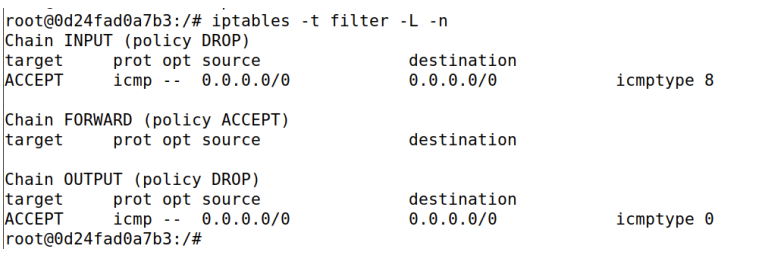 root@0d24fad0a7b3:/# iptables -t filter -L -n
Chain INPUT (policy DROP)
target     prot opt source               destination
ACCEPT     icmp --  0.0.0.0/0            0.0.0.0/0            icmptype 8

Chain FORWARD (policy ACCEPT)
target     prot opt source               destination

Chain OUTPUT (policy DROP)
target     prot opt source               destination
ACCEPT     icmp --  0.0.0.0/0            0.0.0.0/0            icmptype 0
root@0d24fad0a7b3:/#